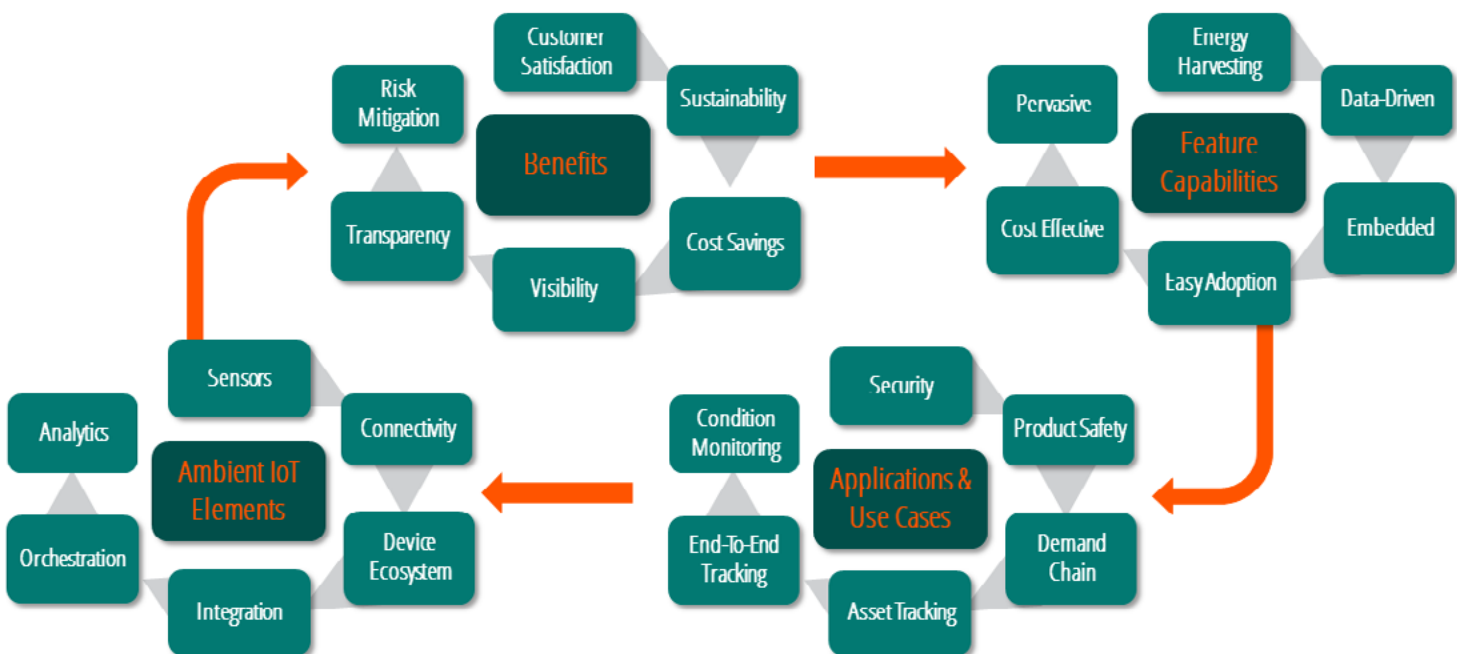 Customer
Satisfaction
Sustainability
Cost Savings
Visibility
Transparency
Risk
Mitigation
Benefits
Energy
Harvesting
Data-Driven
Embedded
Easy Adoption
Cost Effective
Pervasive
Feature
Capabilities
Security
Product Safety
Demand
Chain
Asset Tracking
End-To-End
Tracking
Condition
Monitoring
Applications &
Use Cases
Sensors
Connectivity
Device
Ecosystem
Integration
Orchestration
Analytics
Ambient IoT
Elements